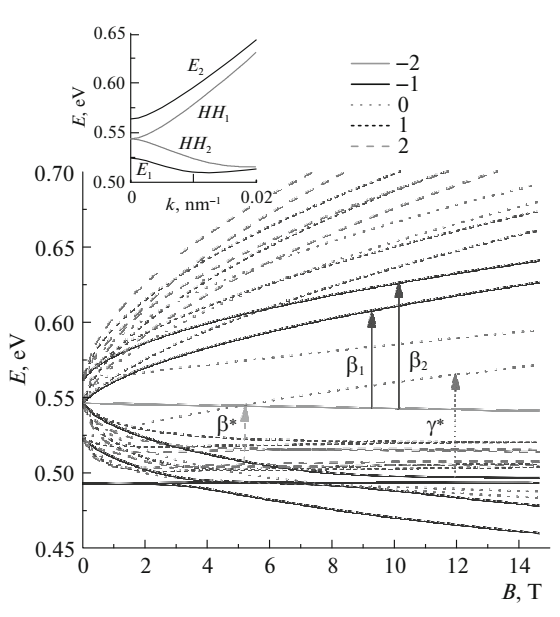 0.65
E, eV
0.60
0.55
0.50
E₂
HH₁
HH₂
E₁
0
0.02
k, nm⁻¹
−2
−1
0
1
2
0.70
0.65
0.60
0.55
0.50
0.45
E, eV
β₁
β₂
β*
γ*
0
2
4
6
8
10
12
14
B, T